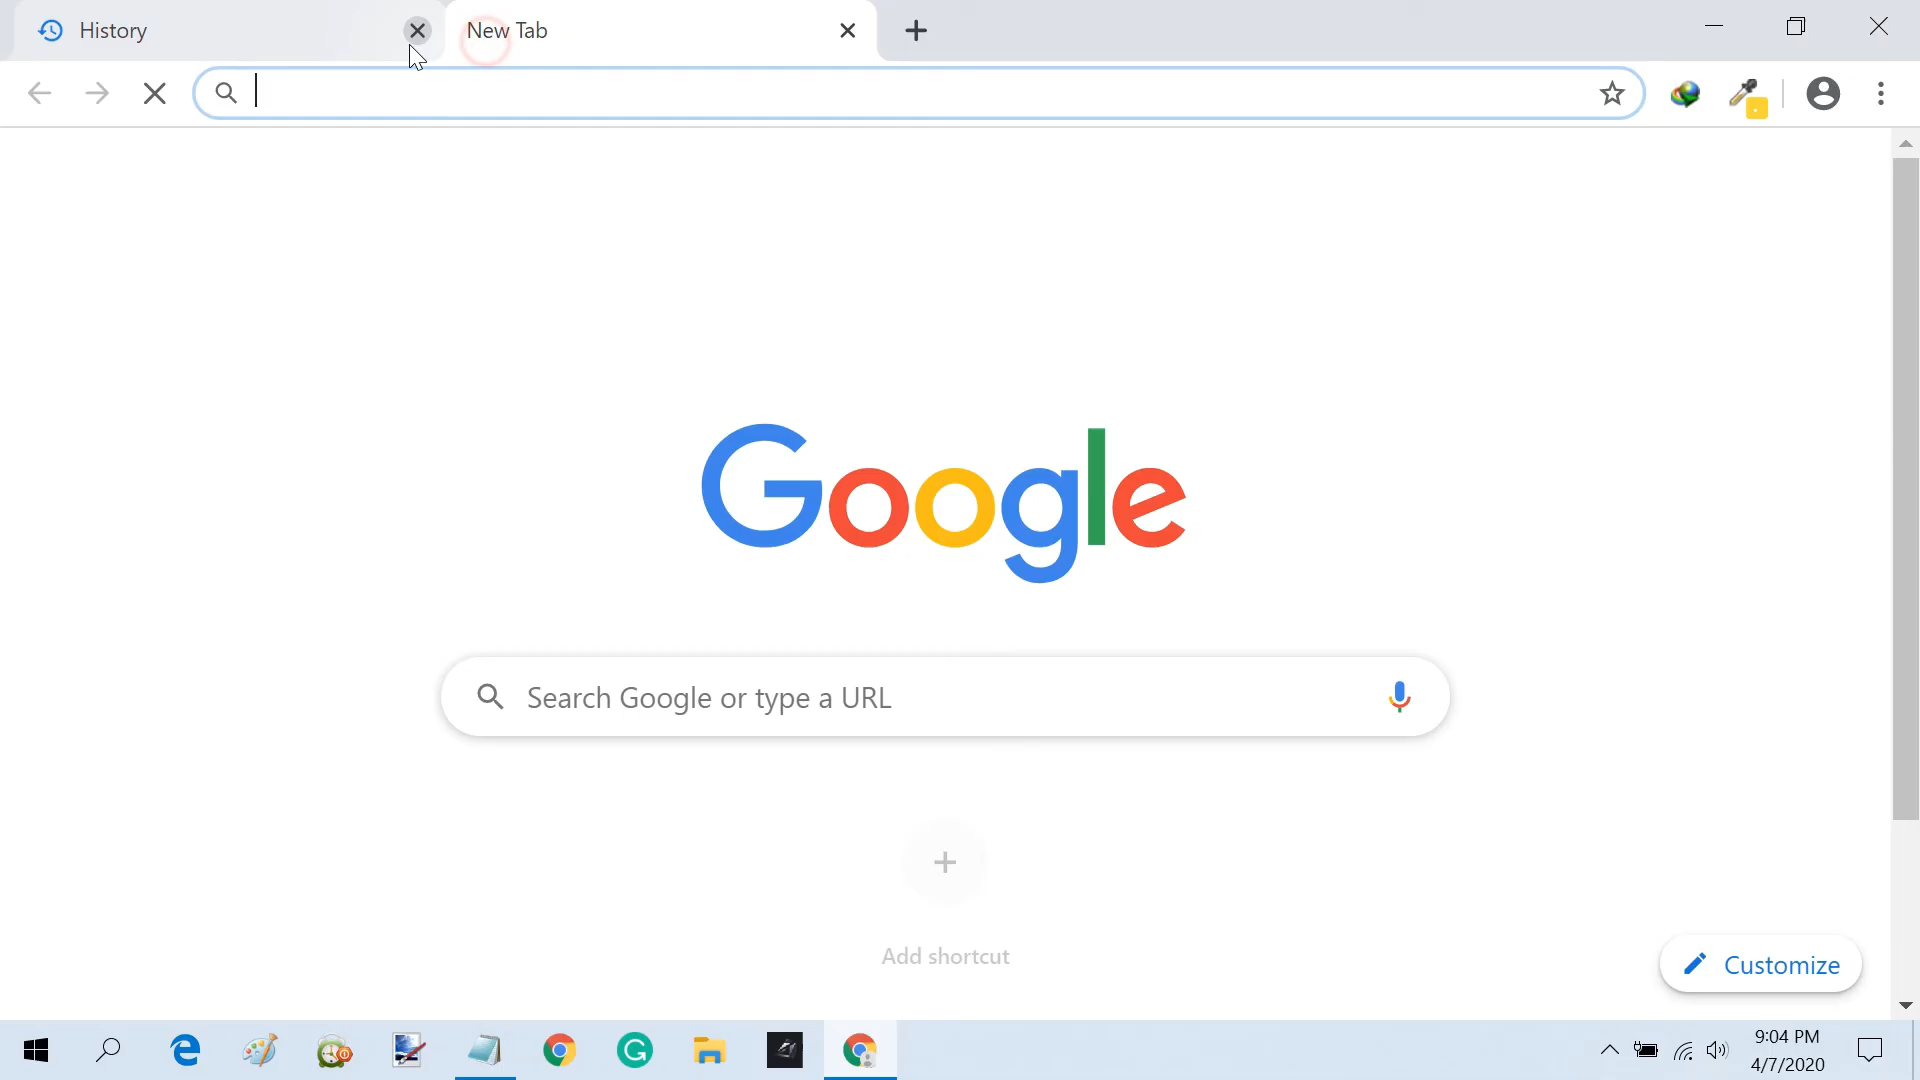 History
New Tab
Google
Search Google or type a URL
Add shortcut
Customize
9:04 PM
4/7/2020